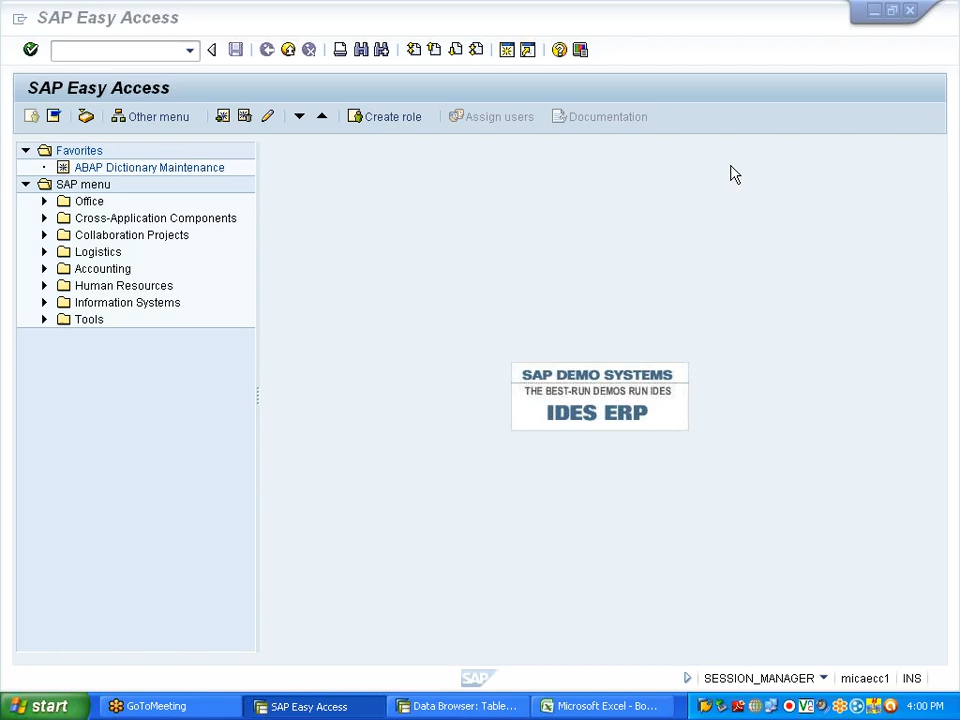 SAP Easy Access
SAP Easy Access
Other menu
Create role
Assign users
Documentation
Favorites
ABAP Dictionary Maintenance
SAP menu
Office
Cross-Application Components
Collaboration Projects
Logistics
Accounting
Human Resources
Information Systems
Tools
SAP DEMO SYSTEMS
THE BEST-RUN DEMOS RUN IDES
IDES ERP
SAP
SESSION_MANAGER
micaecc1
INS
start
GoToMeeting
SAP Easy Access
Data Browser: Table...
Microsoft Excel - Bo...
4:00 PM